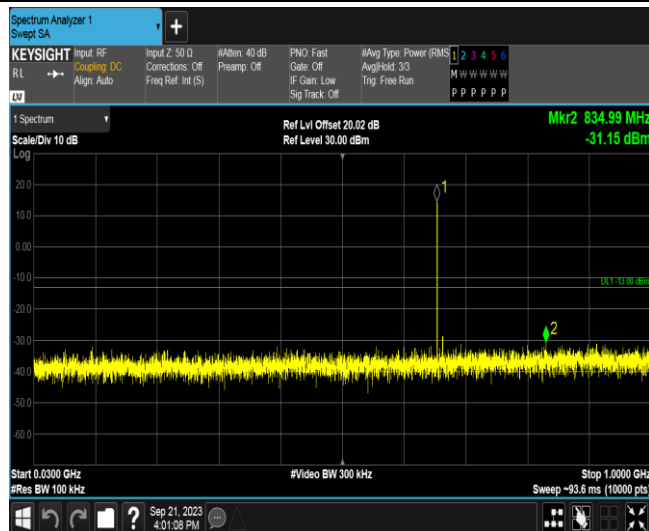 Spectrum Analyzer 1
Swept SA
+
KEYSIGHT
RL
LXI
Input: RF
Coupling: DC
Align: Auto
Input Z: 50 Ω
Corrections: Off
Freq Ref: Int (S)
#Atten: 40 dB
Preamp: Off
PNO: Fast
Gate: Off
IF Gain: Low
Sig Track: Off
#Avg Type: Power (RMS
Avg|Hold: 3/3
Trig: Free Run
1 2 3 4 5 6
M W W W W W
P P P P P P
1 Spectrum
Scale/Div 10 dB
Log
Ref Lvl Offset 20.02 dB
Ref Level 30.00 dBm
Mkr2 834.99 MHz
-31.15 dBm
20.0
10.0
0.00
-10.0
-20.0
-30.0
-40.0
-50.0
-60.0
1
DL1 -13.00 dBm
2
Start 0.0300 GHz
#Res BW 100 kHz
#Video BW 300 kHz
Stop 1.0000 GHz
Sweep ~93.6 ms (10000 pts)
?
Sep 21, 2023
4:01:08 PM